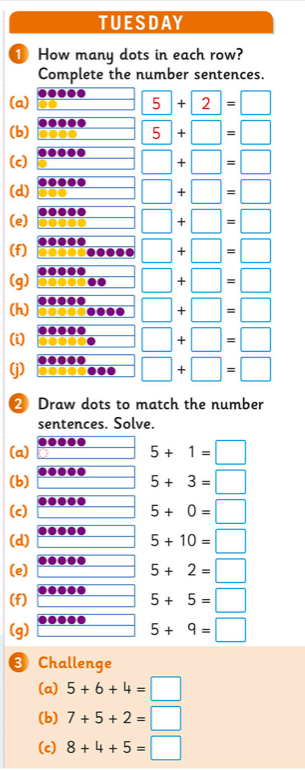 TUESDAY
1 How many dots in each row?
Complete the number sentences.
(a) 5 + 2 =
(b) 5 + =
(c) + =
(d) + =
(e) + =
(f) + =
(g) + =
(h) + =
(i) + =
(j) + =
2 Draw dots to match the number
sentences. Solve.
(a) 5 + 1 =
(b) 5 + 3 =
(c) 5 + 0 =
(d) 5 + 10 =
(e) 5 + 2 =
(f) 5 + 5 =
(g) 5 + 9 =
3 Challenge
(a) 5 + 6 + 4 =
(b) 7 + 5 + 2 =
(c) 8 + 4 + 5 =